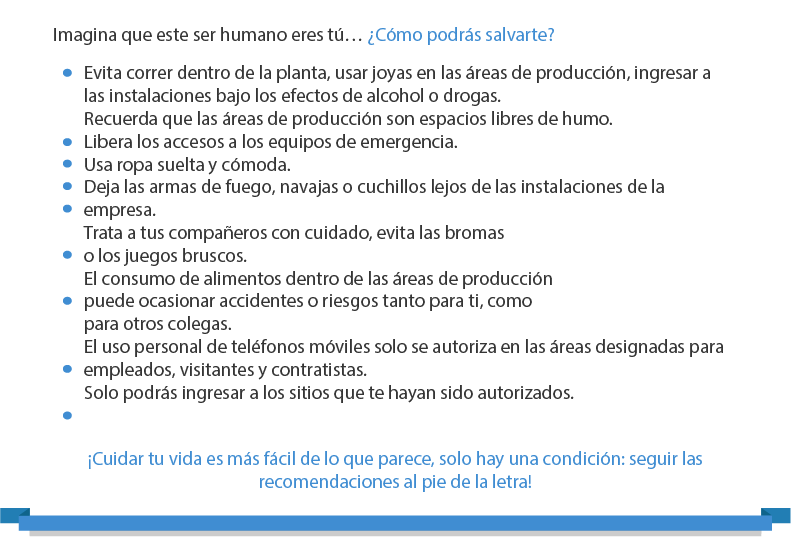 Imagina que este ser humano eres tú… ¿Cómo podrás salvarte?
Evita correr dentro de la planta, usar joyas en las áreas de producción, ingresar a
las instalaciones bajo los efectos de alcohol o drogas.
Recuerda que las áreas de producción son espacios libres de humo.
Libera los accesos a los equipos de emergencia.
Usa ropa suelta y cómoda.
Deja las armas de fuego, navajas o cuchillos lejos de las instalaciones de la
empresa.
Trata a tus compañeros con cuidado, evita las bromas
o los juegos bruscos.
El consumo de alimentos dentro de las áreas de producción
puede ocasionar accidentes o riesgos tanto para ti, como
para otros colegas.
El uso personal de teléfonos móviles solo se autoriza en las áreas designadas para
empleados, visitantes y contratistas.
Solo podrás ingresar a los sitios que te hayan sido autorizados.
¡Cuidar tu vida es más fácil de lo que parece, solo hay una condición: seguir las
recomendaciones al pie de la letra!